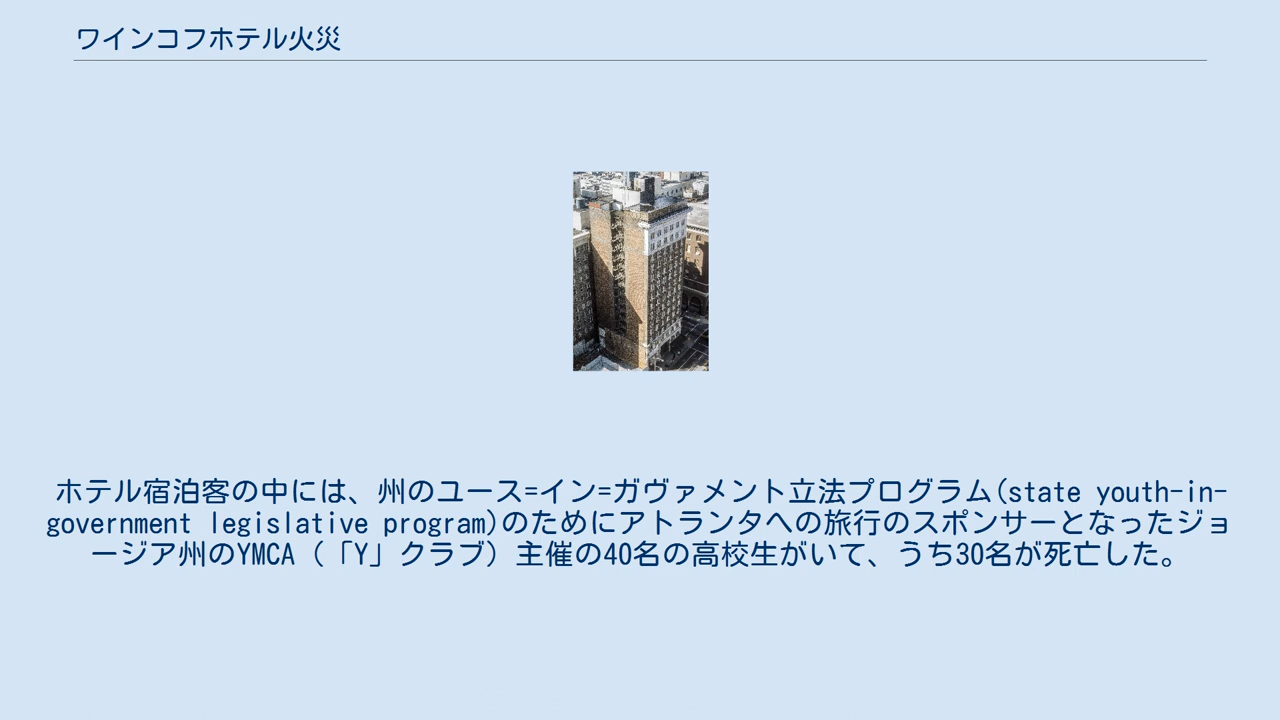 ワインコフホテル火災
ホテル宿泊客の中には、州のユース=イン=ガヴァメント立法プログラム(state youth-in-
government legislative program)のためにアトランタへの旅行のスポンサーとなったジョ
ージア州のYMCA（「Y」クラブ）主催の40名の高校生がいて、うち30名が死亡した。